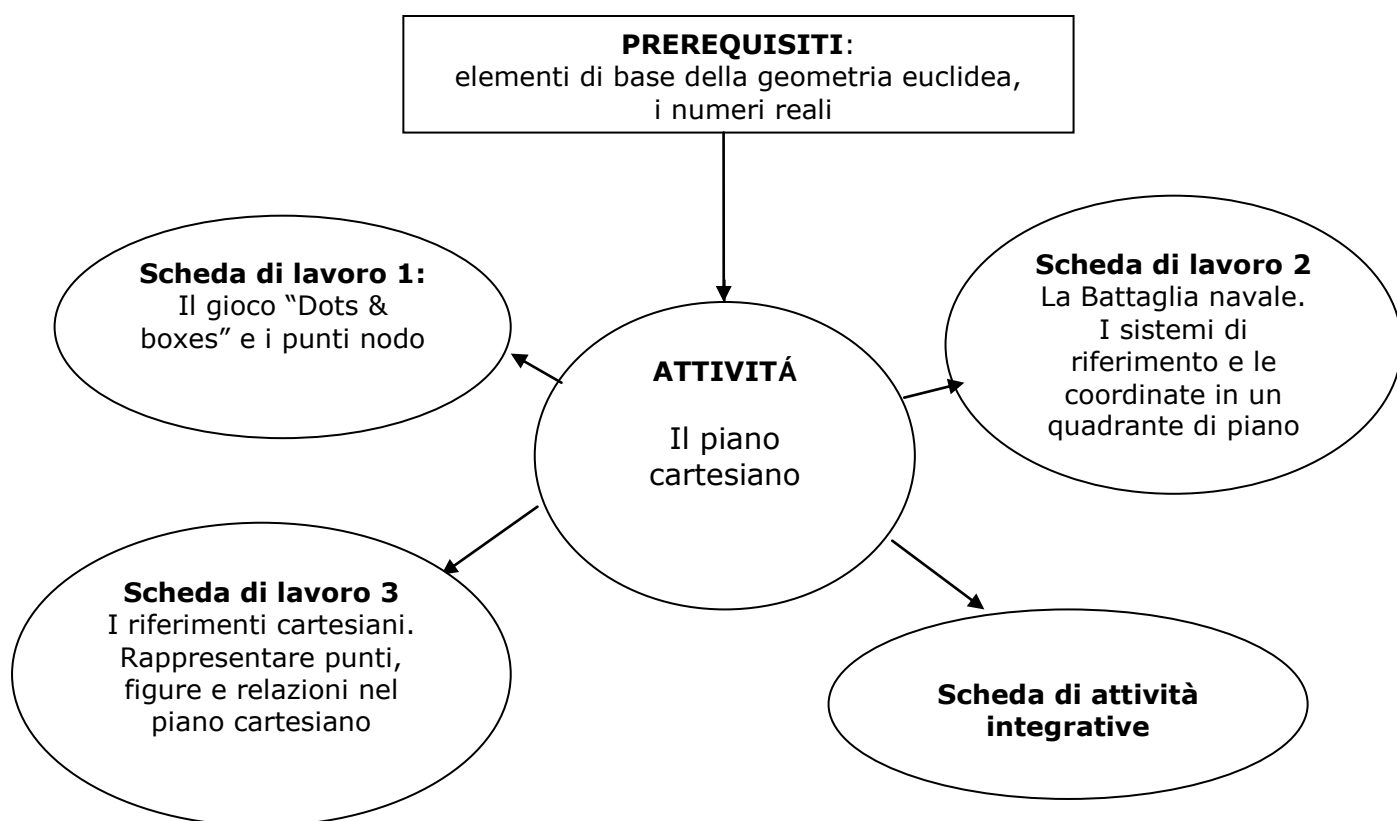 PREREQUISITI:
elementi di base della geometria euclidea,
i numeri reali
Scheda di lavoro 1:
Il gioco “Dots &
boxes” e i punti nodo
Scheda di lavoro 2
La Battaglia navale.
I sistemi di
riferimento e le
coordinate in un
quadrante di piano
ATTIVITÁ
Il piano
cartesiano
Scheda di lavoro 3
I riferimenti cartesiani.
Rappresentare punti,
figure e relazioni nel
piano cartesiano
Scheda di attività
integrative